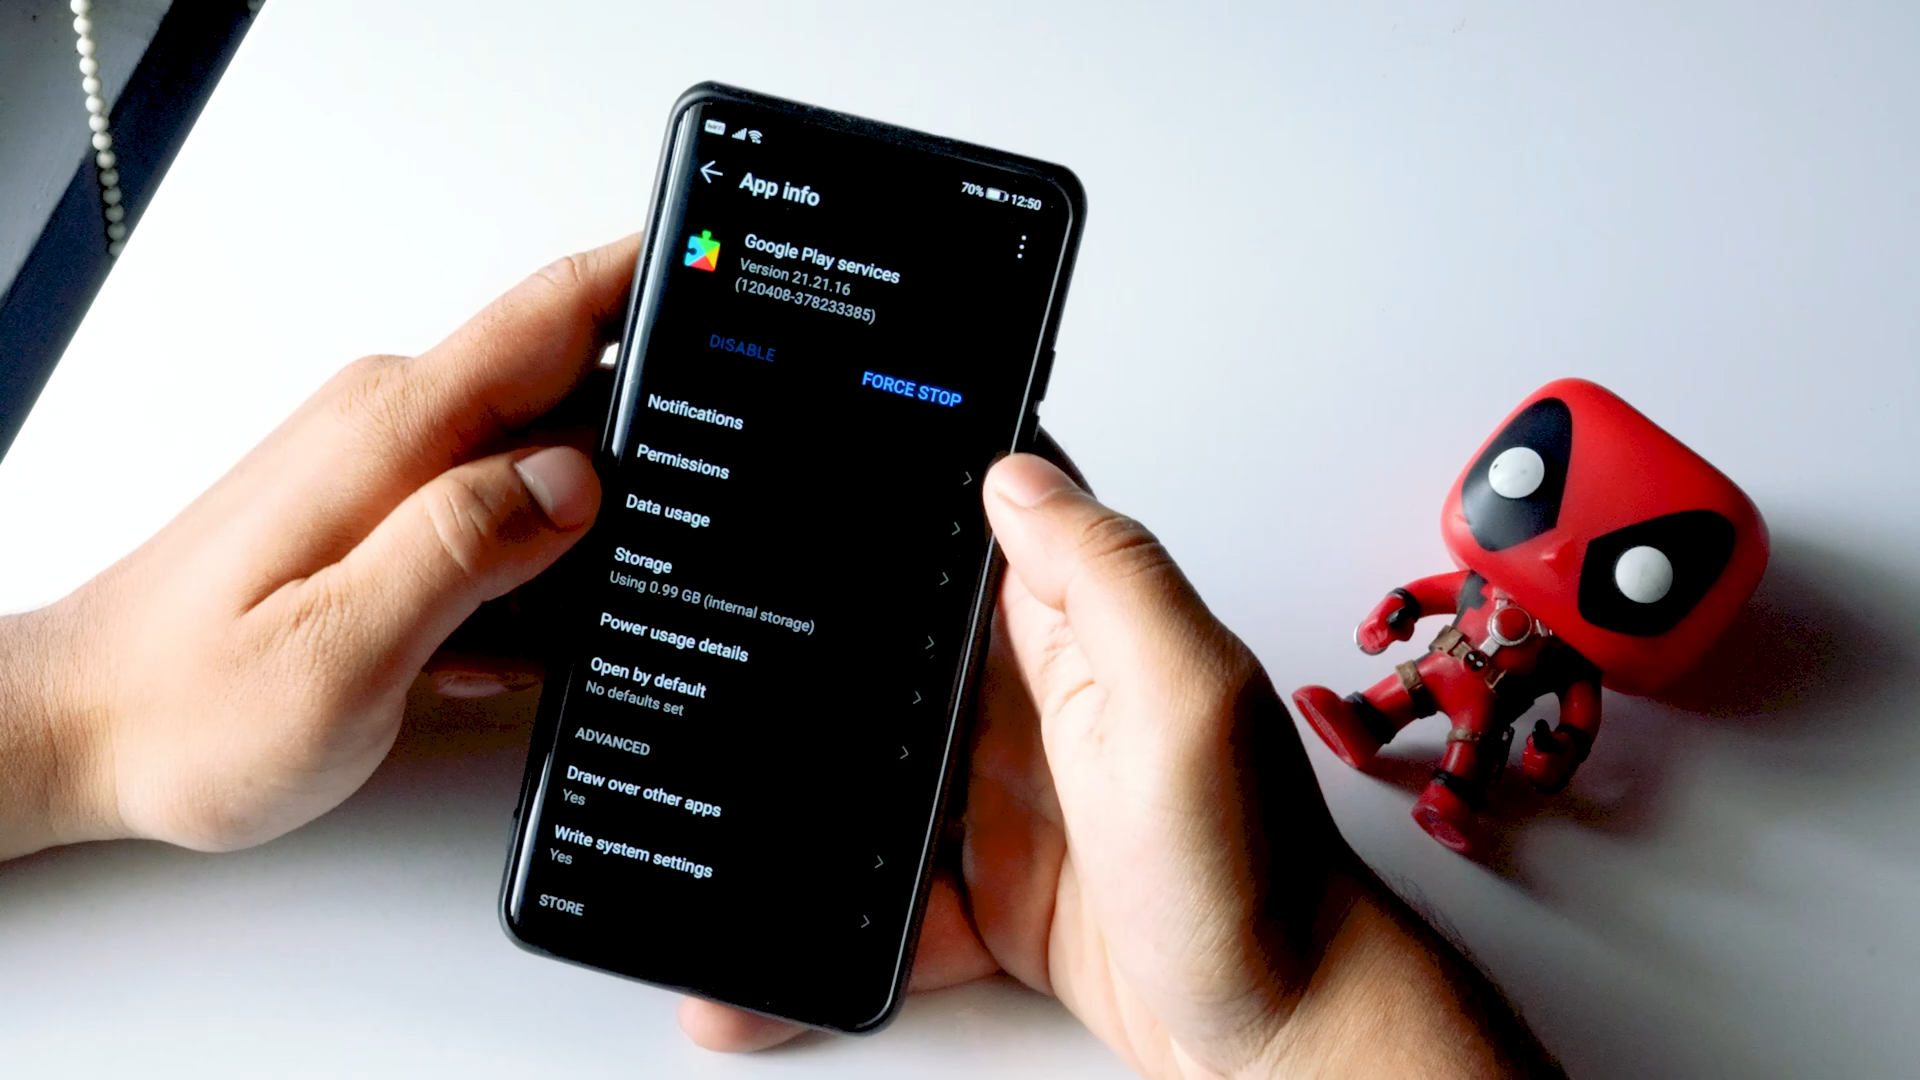 70% 12:50
App info
Google Play services
Version 21.21.16
(120408-378233385)
DISABLE
FORCE STOP
Notifications
Permissions
Data usage
Storage
Using 0.99 GB (internal storage)
Power usage details
Open by default
No defaults set
ADVANCED
Draw over other apps
Yes
Write system settings
Yes
STORE